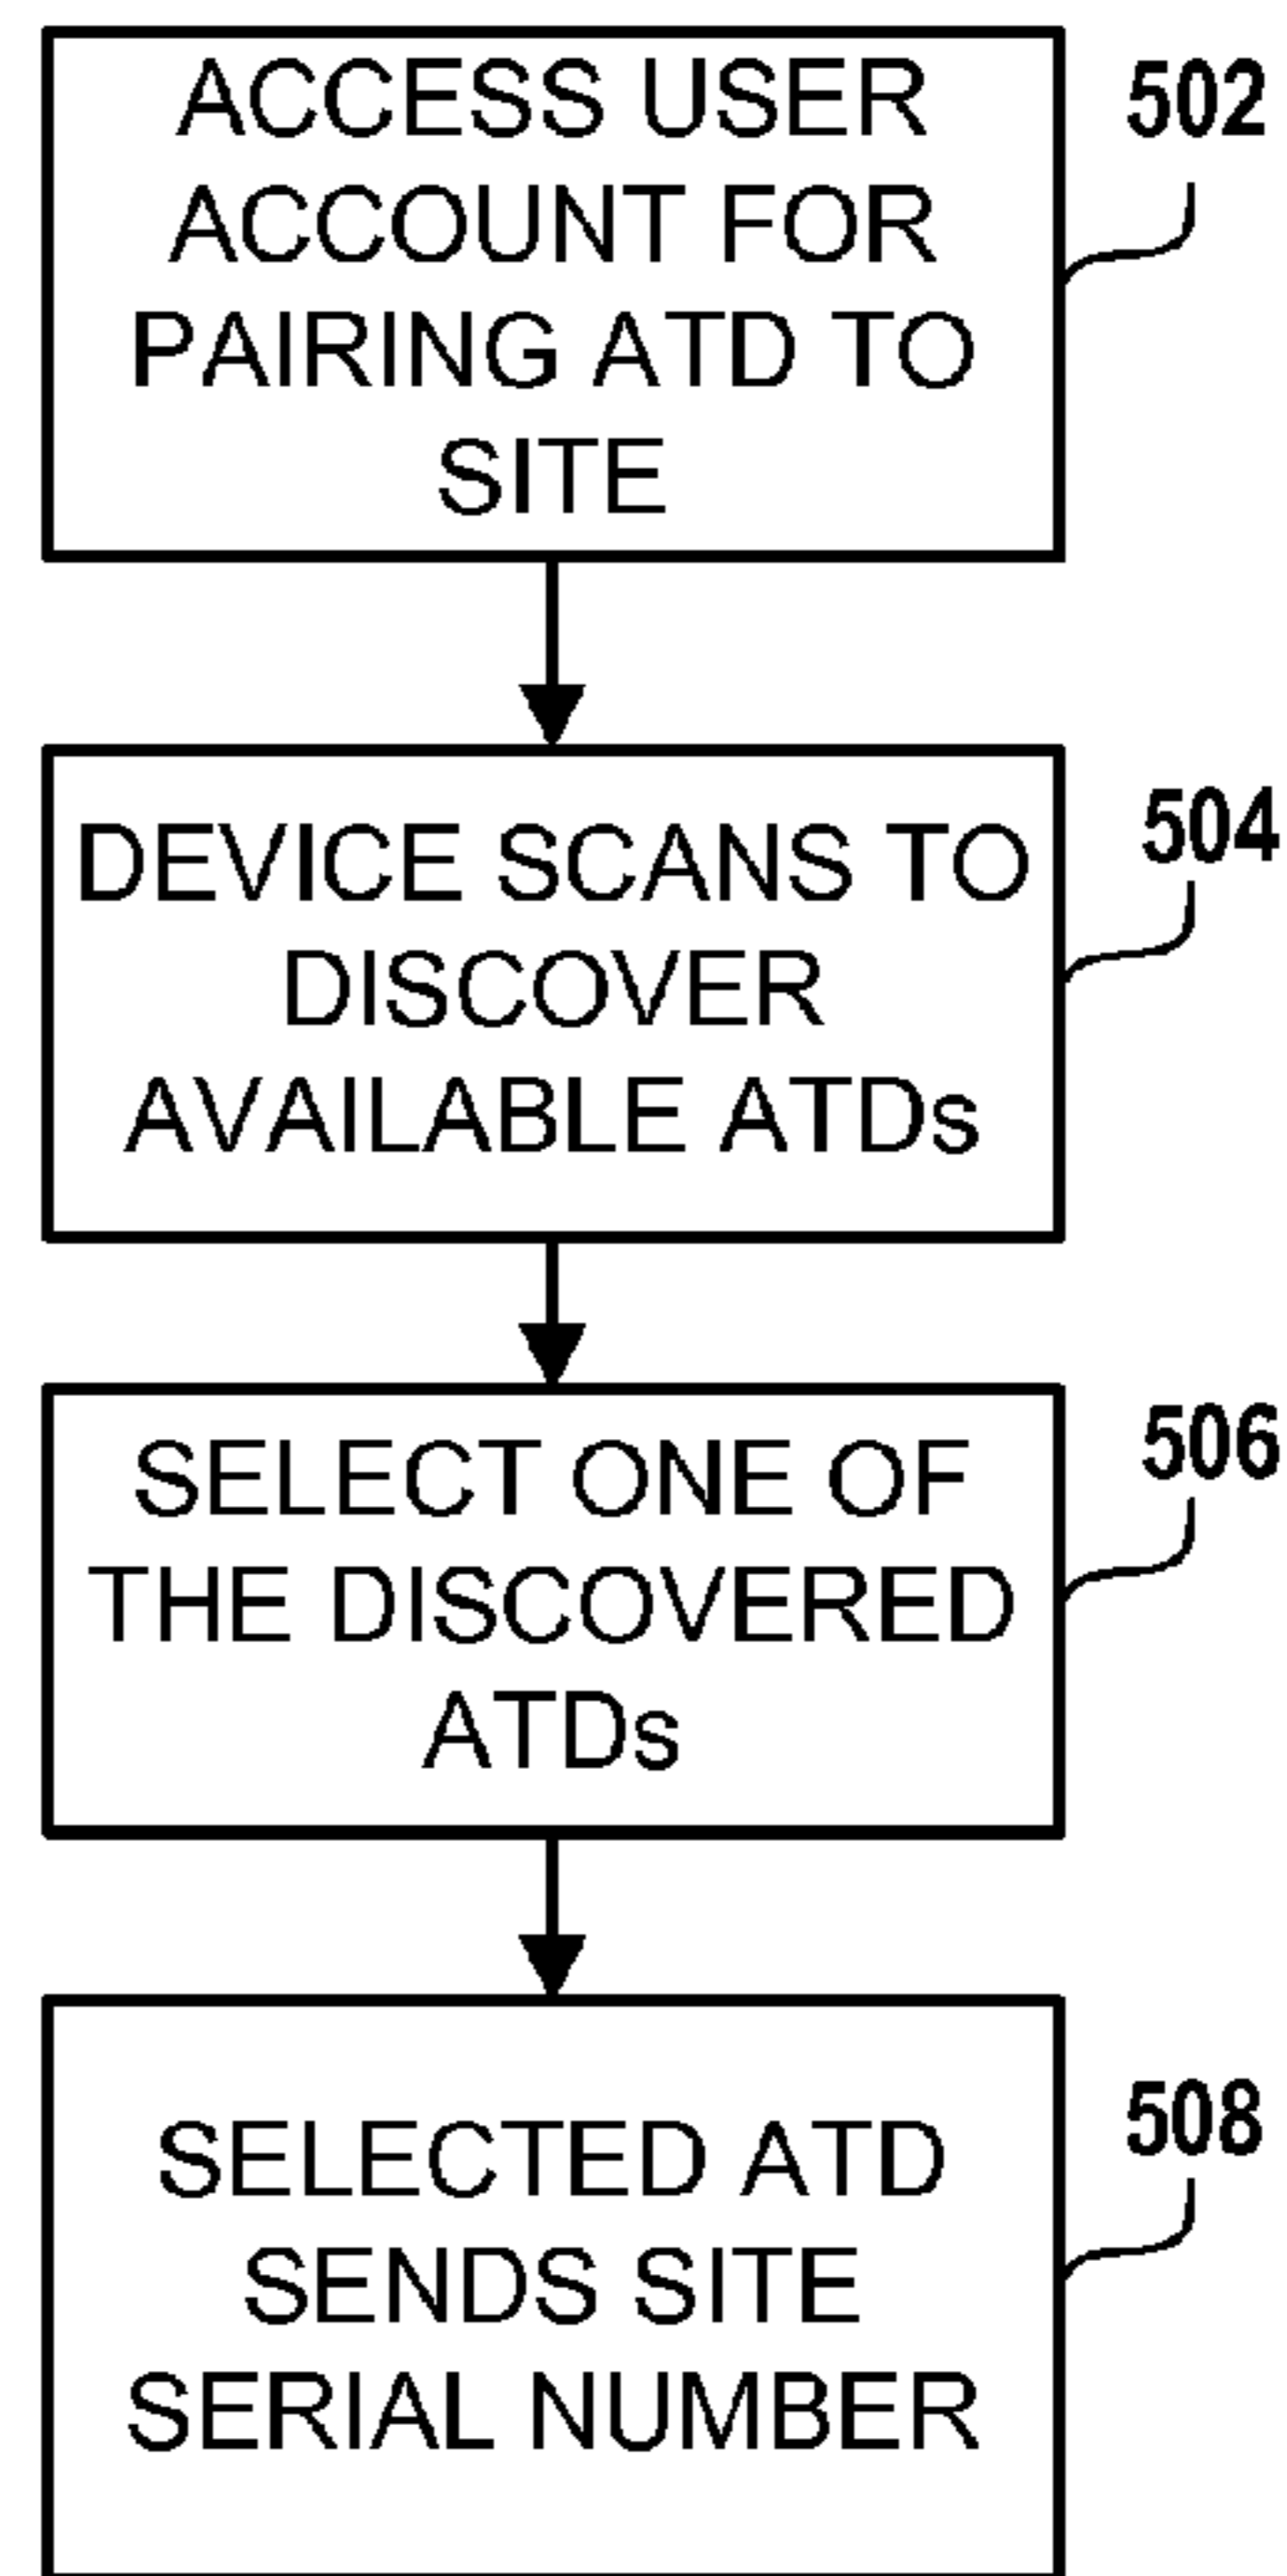 ACCESS USER
ACCOUNT FOR
PAIRING ATD TO
SITE
502
DEVICE SCANS TO
DISCOVER
AVAILABLE ATDs
504
SELECT ONE OF
THE DISCOVERED
ATDs
506
SELECTED ATD
SENDS SITE
SERIAL NUMBER
508